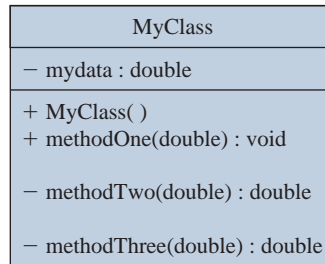 MyClass
− mydata : double
+ MyClass( )
+ methodOne(double) : void
− methodTwo(double) : double
− methodThree(double) : double